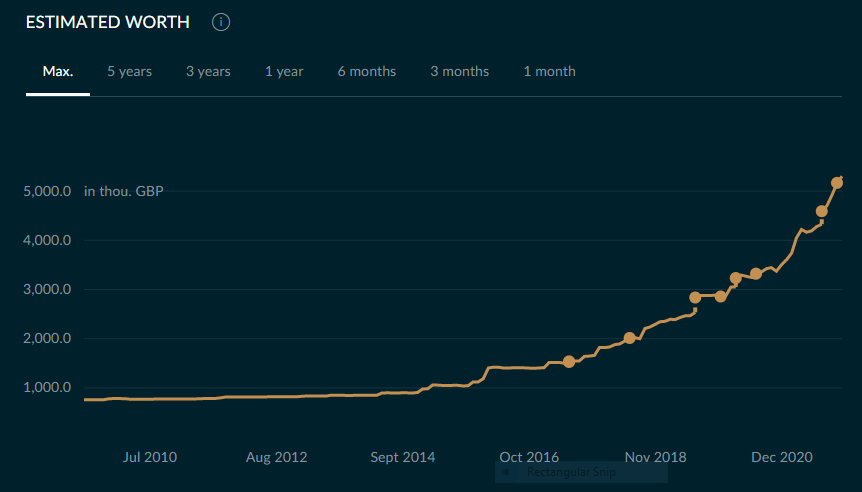 ESTIMATED WORTH i
Max. 5 years 3 years 1 year 6 months 3 months 1 month
5,000.0 in thou. GBP
4,000.0
3,000.0
2,000.0
1,000.0
Jul 2010 Aug 2012 Sept 2014 Oct 2016 Nov 2018 Dec 2020
Rectangular Snip